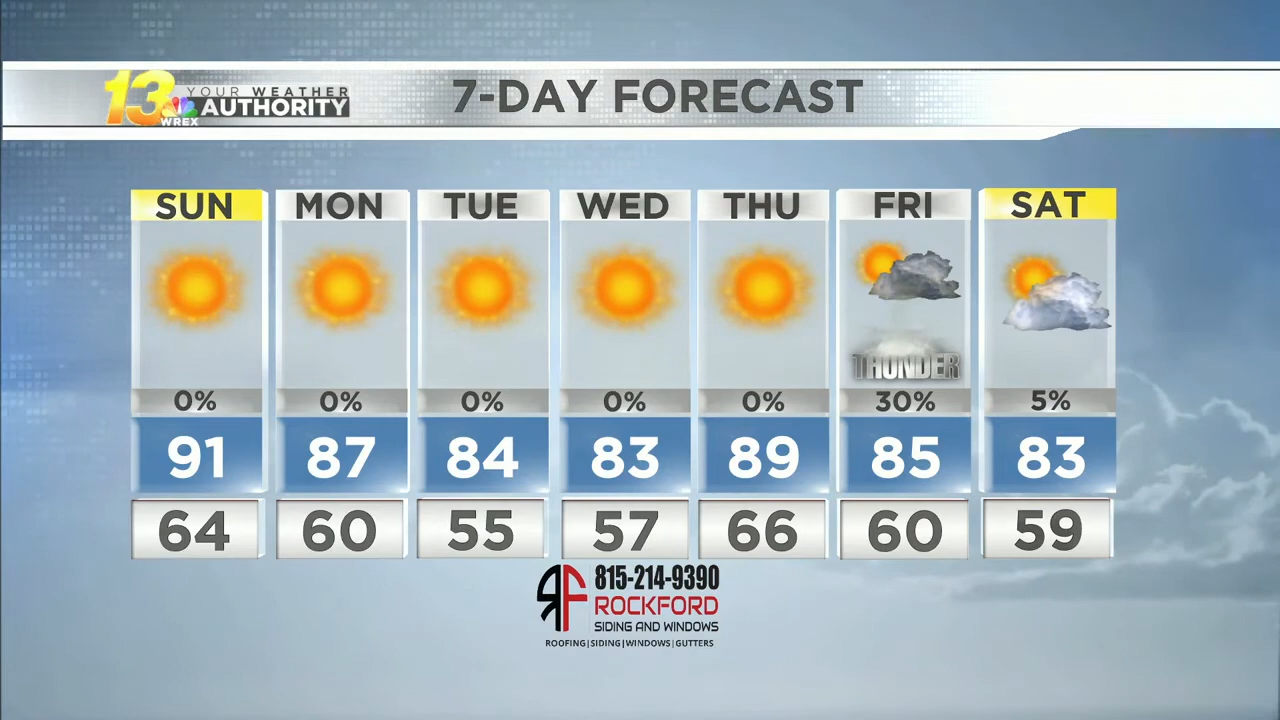 13 YOUR WEATHER
AUTHORITY
WREX
7-DAY FORECAST
SUN MON TUE WED THU FRI SAT
THUNDER
0% 0% 0% 0% 0% 30% 5%
91 87 84 83 89 85 83
64 60 55 57 66 60 59
RF 815-214-9390
ROCKFORD
SIDING AND WINDOWS
ROOFING|SIDING|WINDOWS|GUTTERS